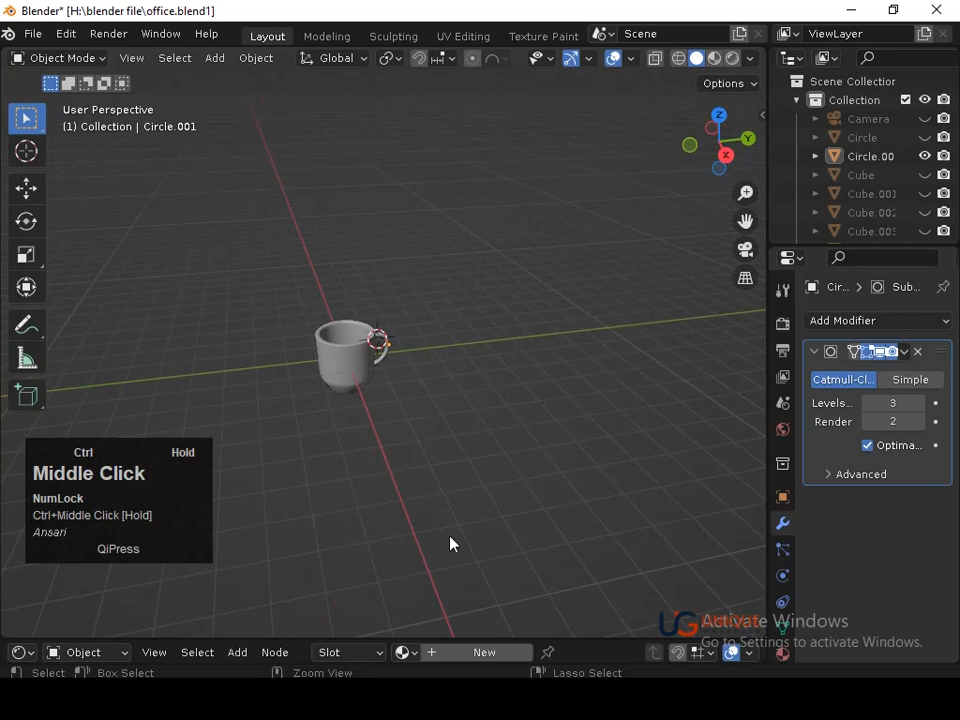 Blender* [H:\blender file\office.blend1]
File Edit Render Window Help Layout Modeling Sculpting UV Editing Texture Paint Scene ViewLayer
Object Mode View Select Add Object Global
Options
User Perspective
(1) Collection | Circle.001
Z
Y
X
Scene Collection
Collection
Camera
Circle
Circle.00
Cube
Cube.001
Cube.002
Cube.003
Cir... > Sub...
Add Modifier
Catmull-Cl... Simple
Levels... 3
Render 2
Optima...
Advanced
Ctrl Hold
Middle Click
NumLock
Ctrl+Middle Click [Hold]
Ansari
QiPress
UG
Activate Windows
Go to Settings to activate Windows.
Object View Select Add Node Slot New
Select Box Select Zoom View Lasso Select